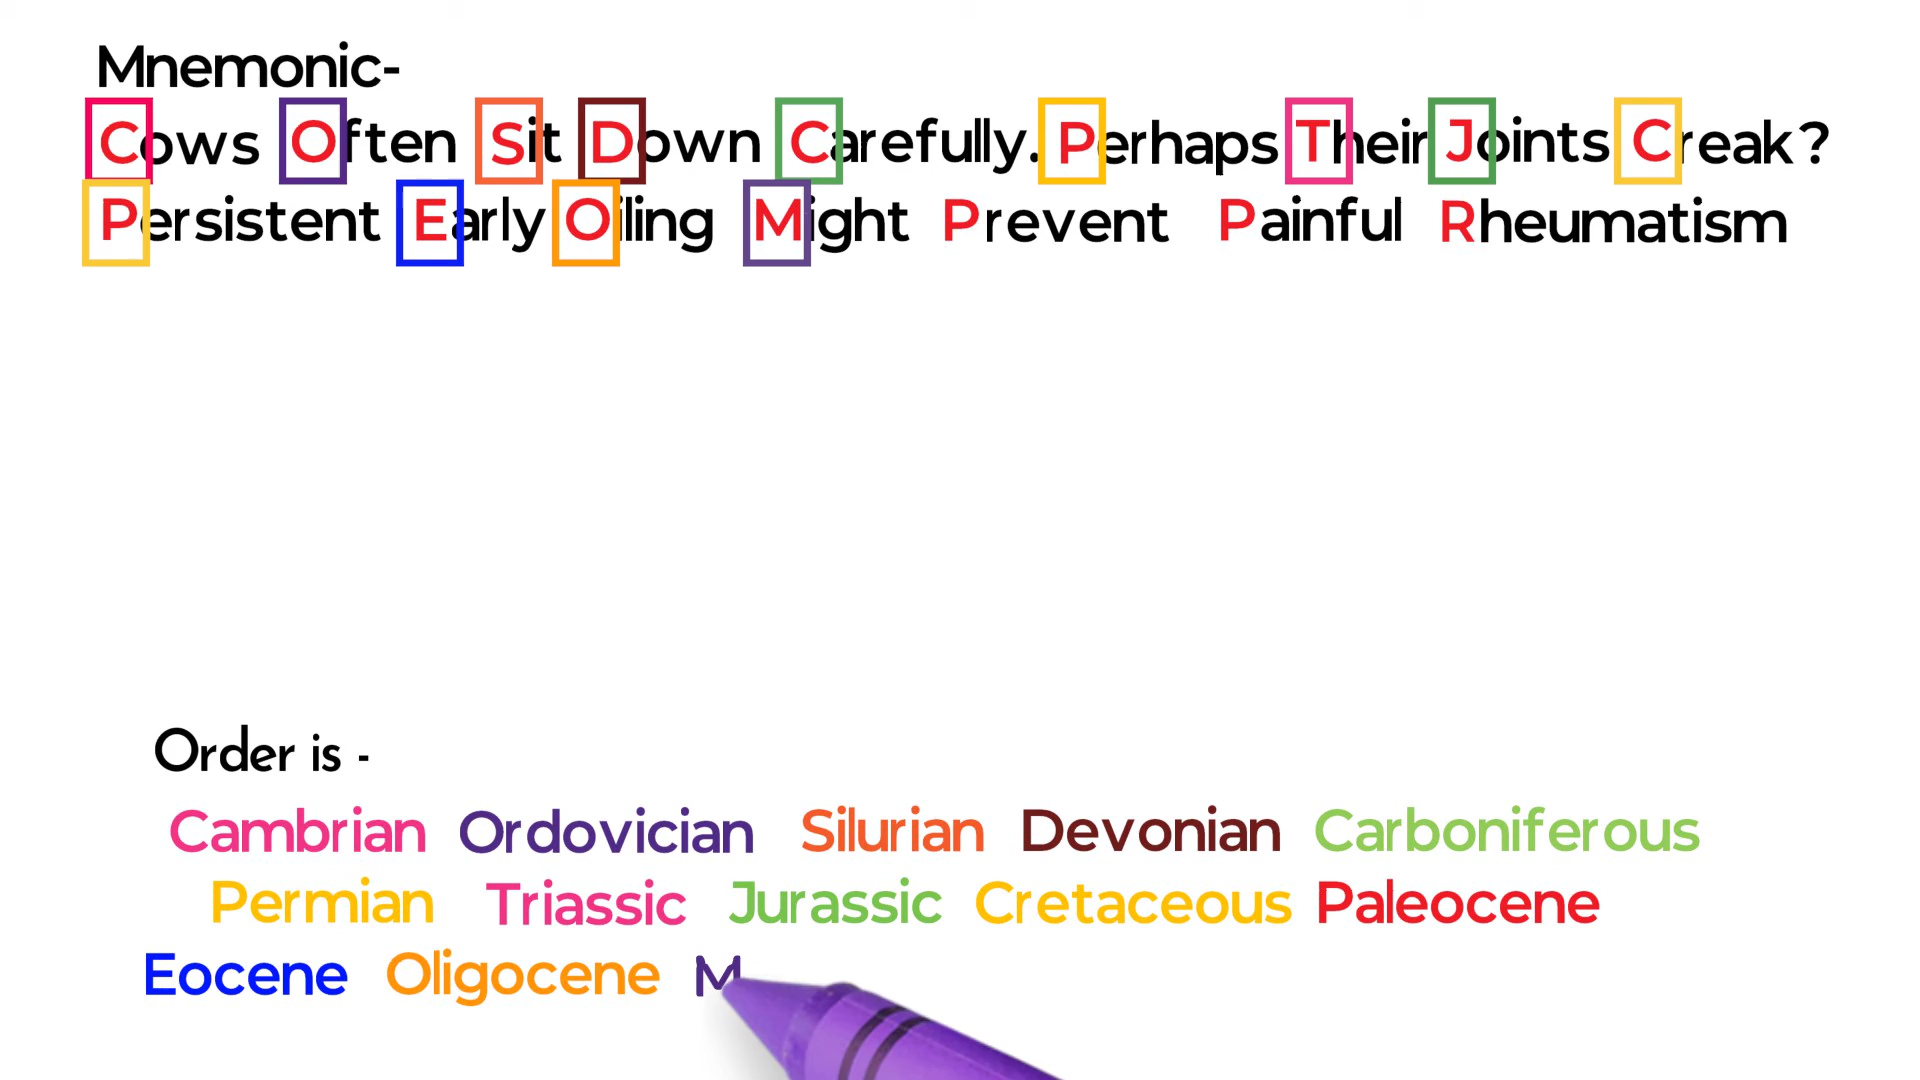 Mnemonic-
Cows Often Sit Down Carefully. Perhaps Their Joints Creak?
Persistent Early Oiling Might Prevent Painful Rheumatism
Order is -
Cambrian Ordovician Silurian Devonian Carboniferous
Permian Triassic Jurassic Cretaceous Paleocene
Eocene Oligocene M